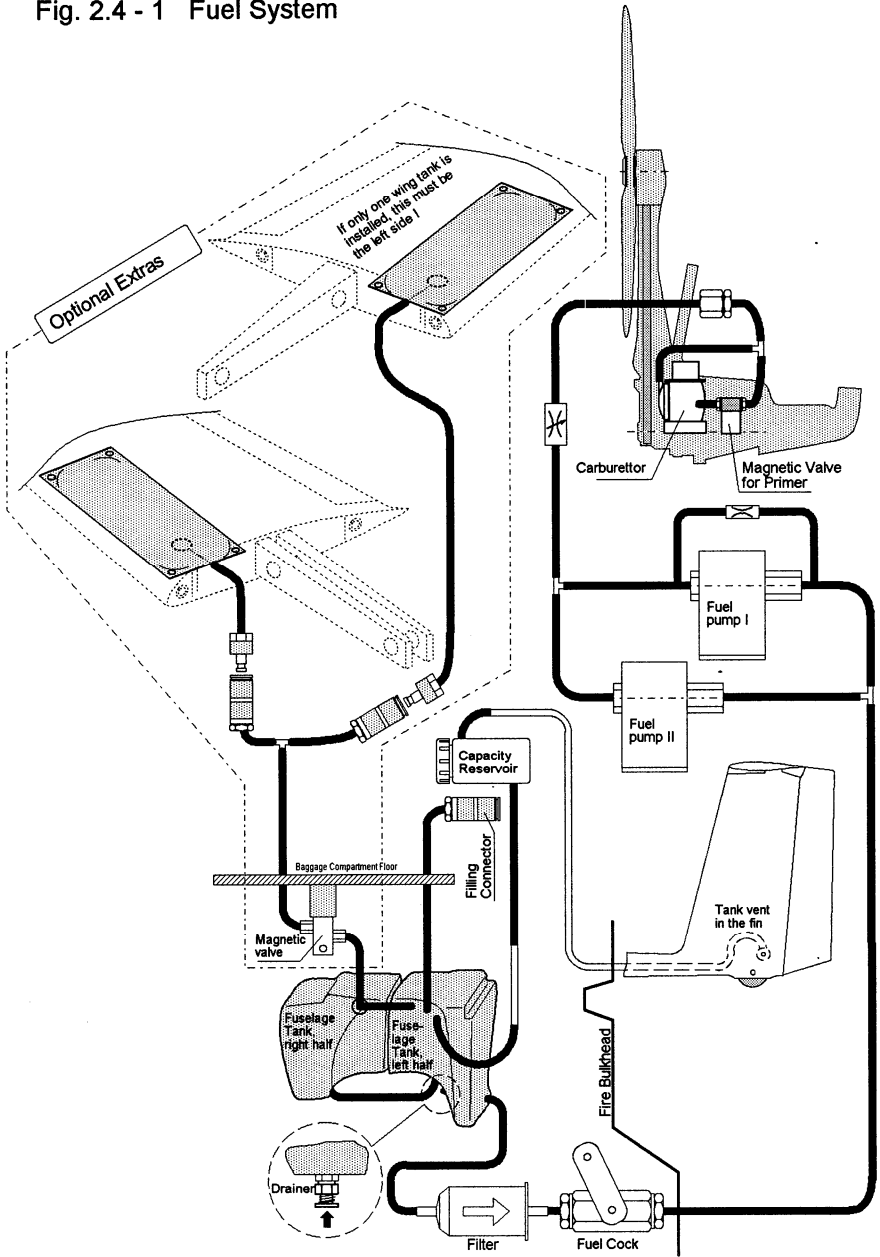 Fig. 2.4 - 1 Fuel System
If only one wing tank is
installed, this must be
the left side !
Optional Extras
Carburettor
Magnetic Valve
for Primer
Fuel
pump I
Fuel
pump II
Capacity
Reservoir
Filling
Connector
Baggage Compartment Floor
Magnetic
valve
Tank vent
in the fin
Fuselage
Tank,
right half
Fuse-
lage
Tank,
left half
Fire Bulkhead
Drainer
Filter
Fuel Cock